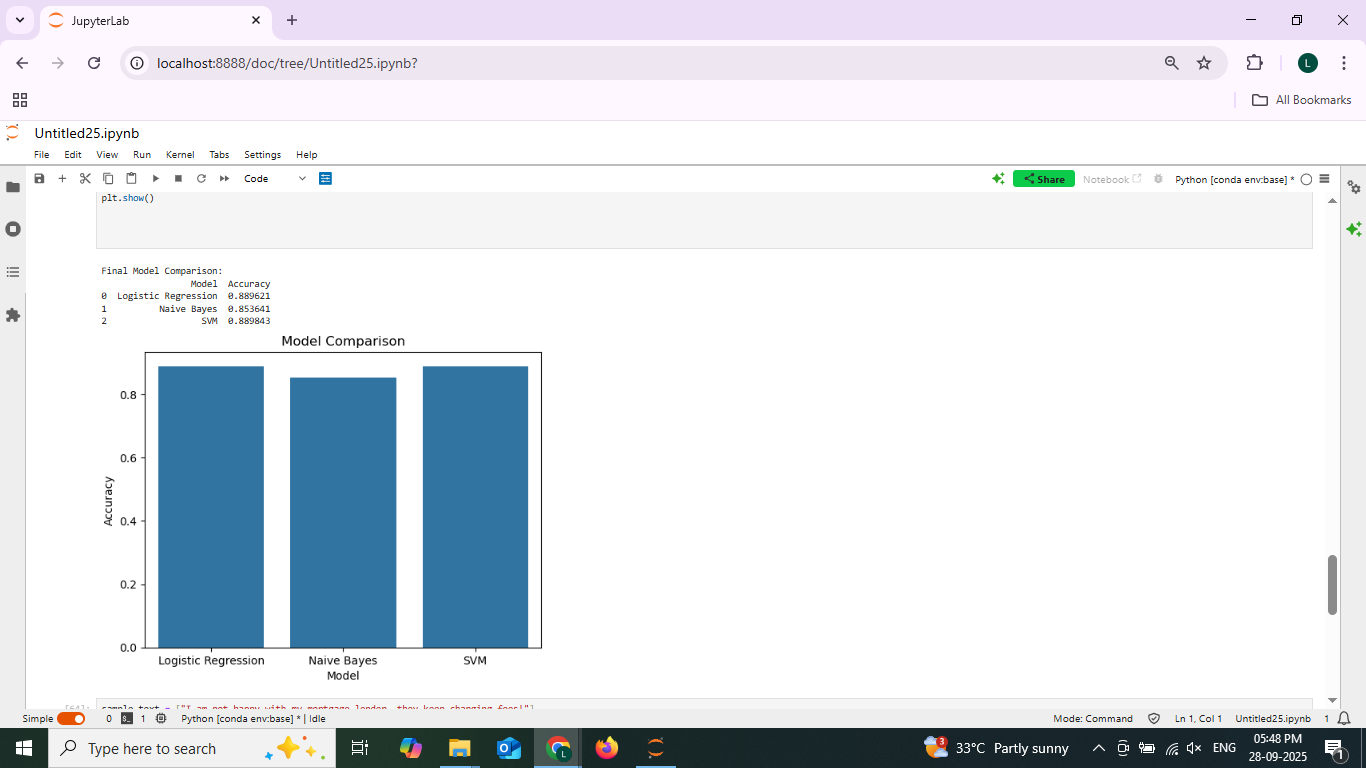 JupyterLab
localhost:8888/doc/tree/Untitled25.ipynb?
L
All Bookmarks
Untitled25.ipynb
File Edit View Run Kernel Tabs Settings Help
Code
Share
Notebook
Python [conda env:base] *
plt.show()
Final Model Comparison:
Model Accuracy
0 Logistic Regression 0.889621
1 Naive Bayes 0.853641
2 SVM 0.889843
Model Comparison
0.8
0.6
0.4
0.2
0.0
Accuracy
Logistic Regression Naive Bayes SVM
Model
[64]: sample_text = ["I am not happy with my mortgage lender, they keep changing fees!"]
Simple 0 1 Python [conda env:base] * | Idle
Mode: Command Ln 1, Col 1 Untitled25.ipynb 1
Type here to search
L
3 33°C Partly sunny
ENG
05:48 PM
28-09-2025
1